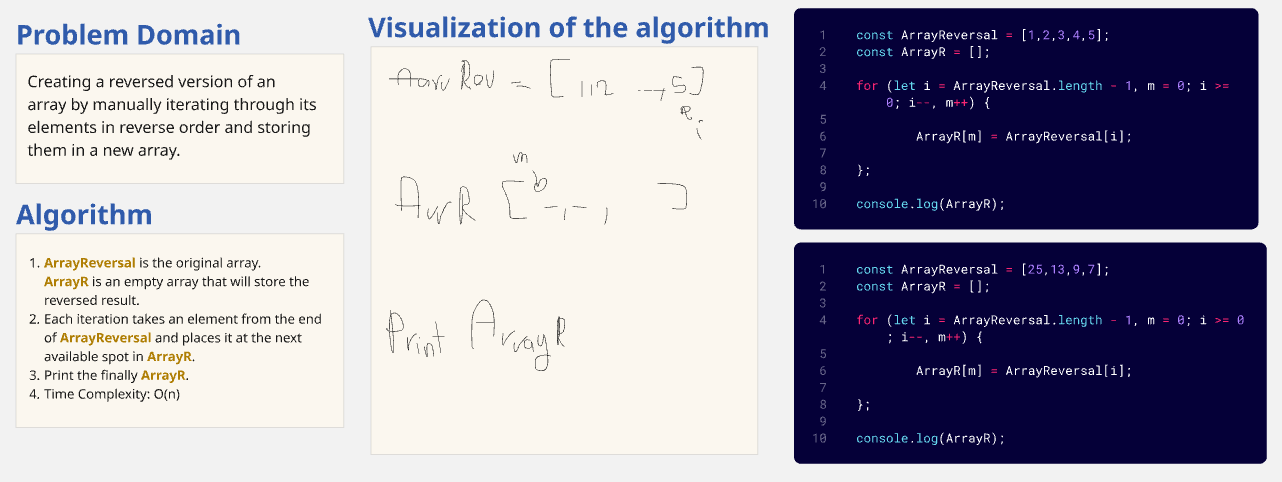 Problem Domain
Creating a reversed version of an
array by manually iterating through its
elements in reverse order and storing
them in a new array.
Algorithm
1. ArrayReversal is the original array.
ArrayR is an empty array that will store the
reversed result.
2. Each iteration takes an element from the end
of ArrayReversal and places it at the next
available spot in ArrayR.
3. Print the finally ArrayR.
4. Time Complexity: O(n)
Visualization of the algorithm
= [ 1,2 → 5 ]
i
m
ArrR [ _,_, ]
Print ArrayR
1 const ArrayReversal = [1,2,3,4,5];
2 const ArrayR = [];
3
4 for (let i = ArrayReversal.length - 1, m = 0; i >=
0; i--, m++) {
5
6 ArrayR[m] = ArrayReversal[i];
7
8 };
9
10 console.log(ArrayR);
1 const ArrayReversal = [25,13,9,7];
2 const ArrayR = [];
3
4 for (let i = ArrayReversal.length - 1, m = 0; i >= 0
; i--, m++) {
5
6 ArrayR[m] = ArrayReversal[i];
7
8 };
9
10 console.log(ArrayR);